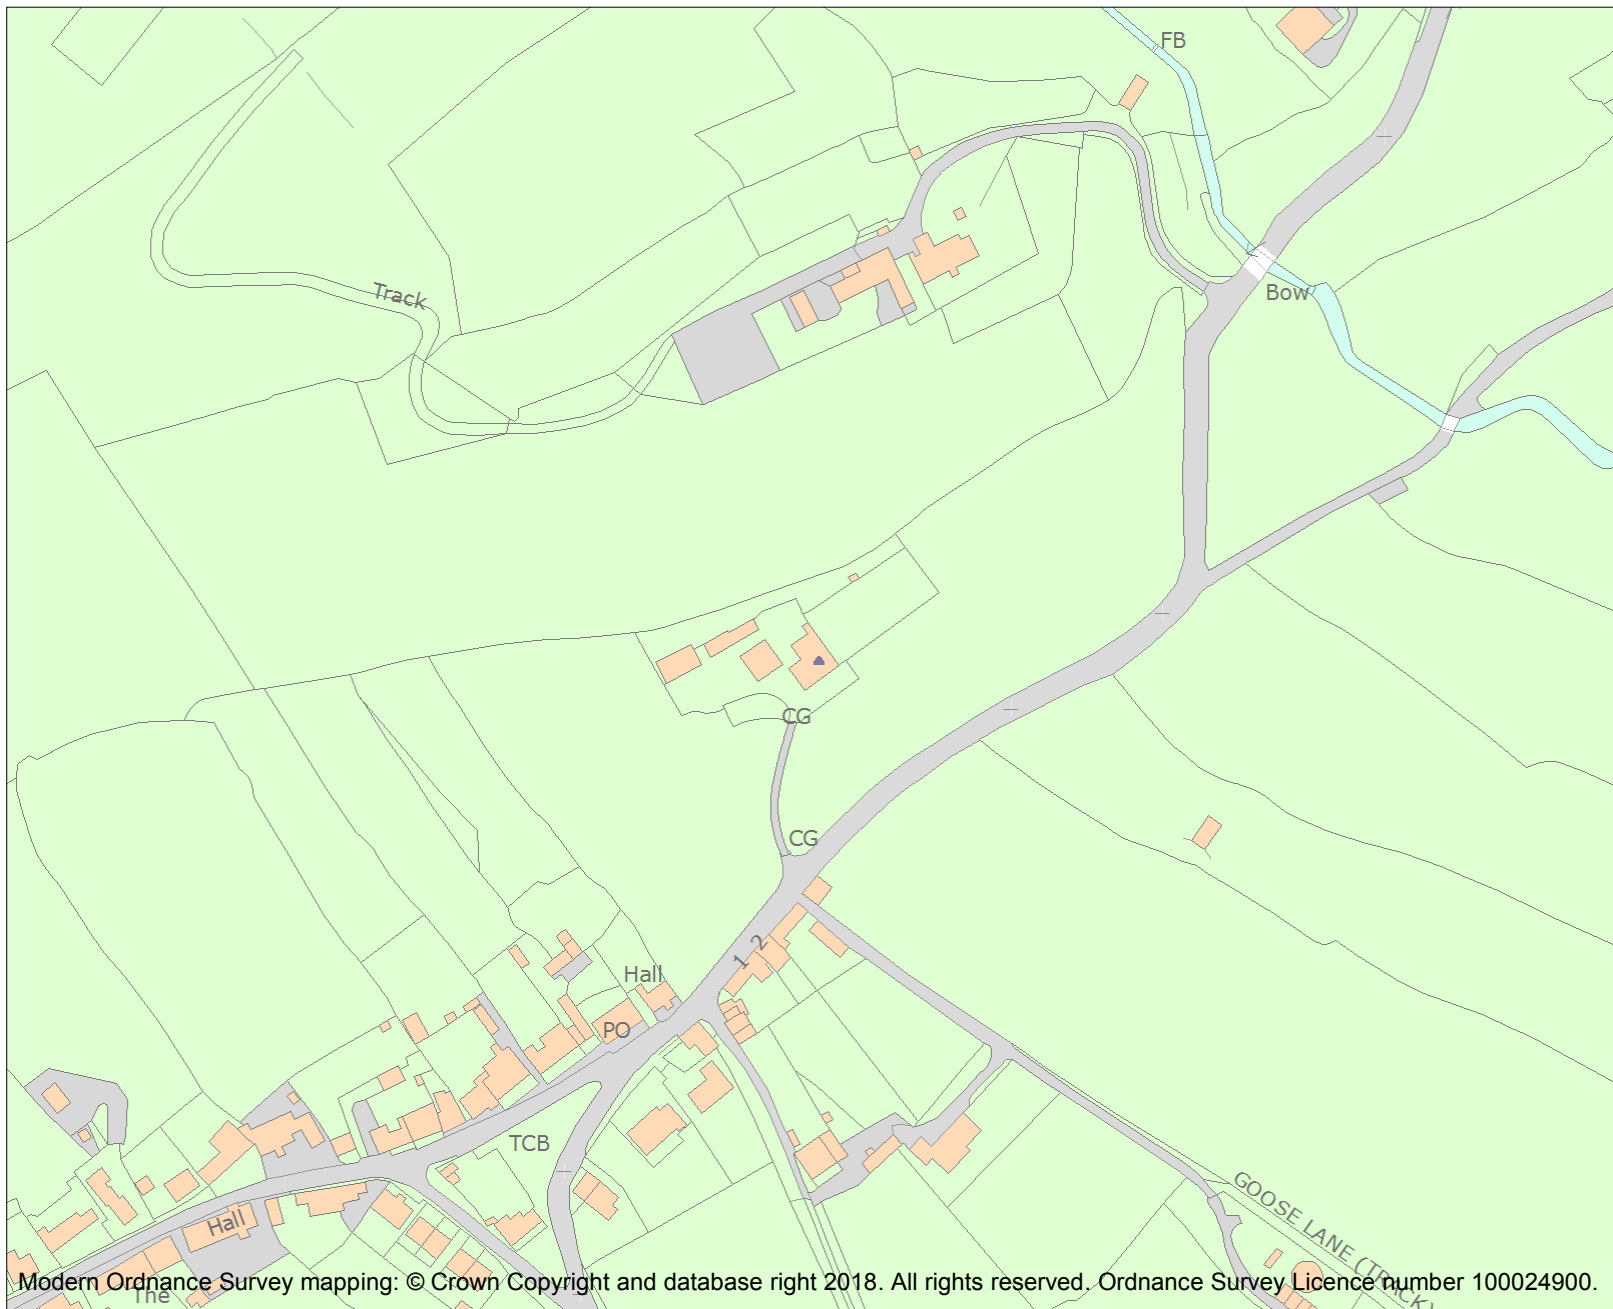 FB
Track
Bow
CG
CG
2
1
Hall
PO
TCB
GOOSE LANE (TRACK)
Hall
Modern Ordnance Survey mapping: © Crown Copyright and database right 2018. All rights reserved. Ordnance Survey Licence number 100024900.
The